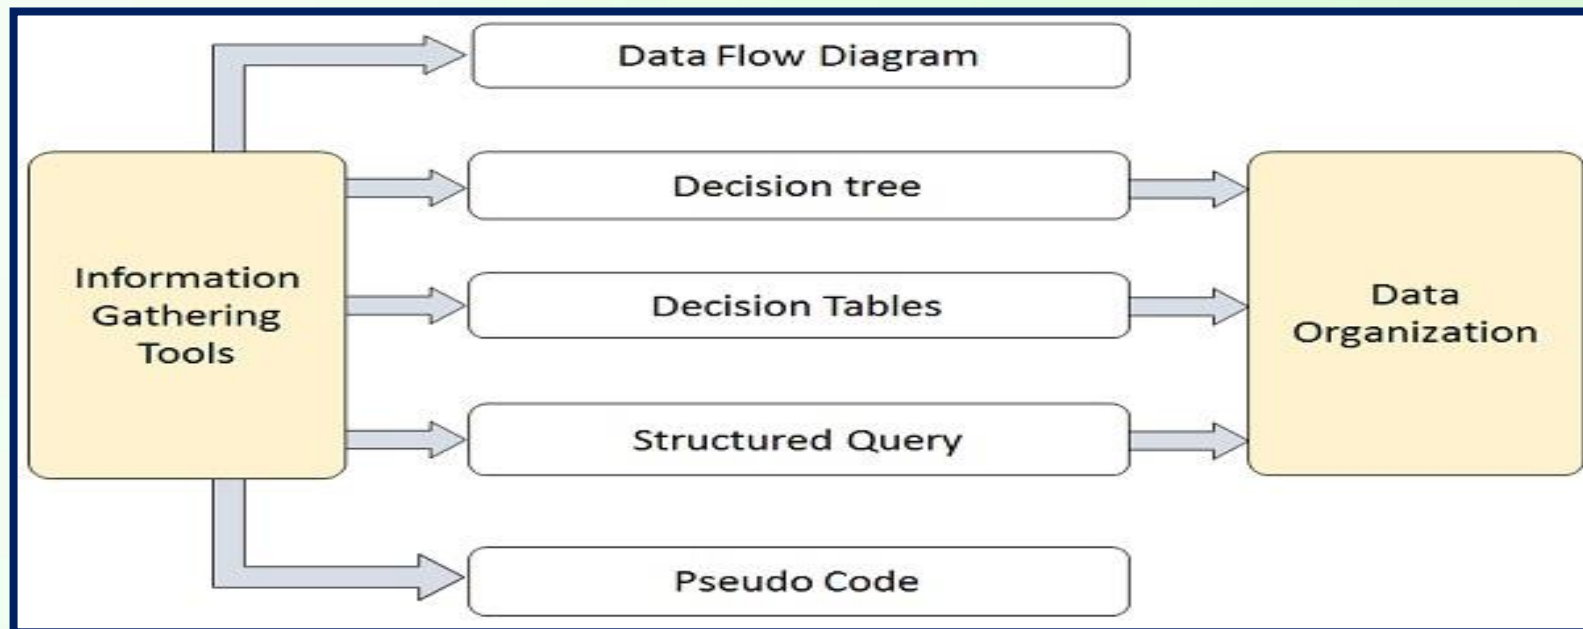 Data Flow Diagram
Decision tree
Information
Gathering
Tools
Decision Tables
Data
Organization
Structured Query
Pseudo Code